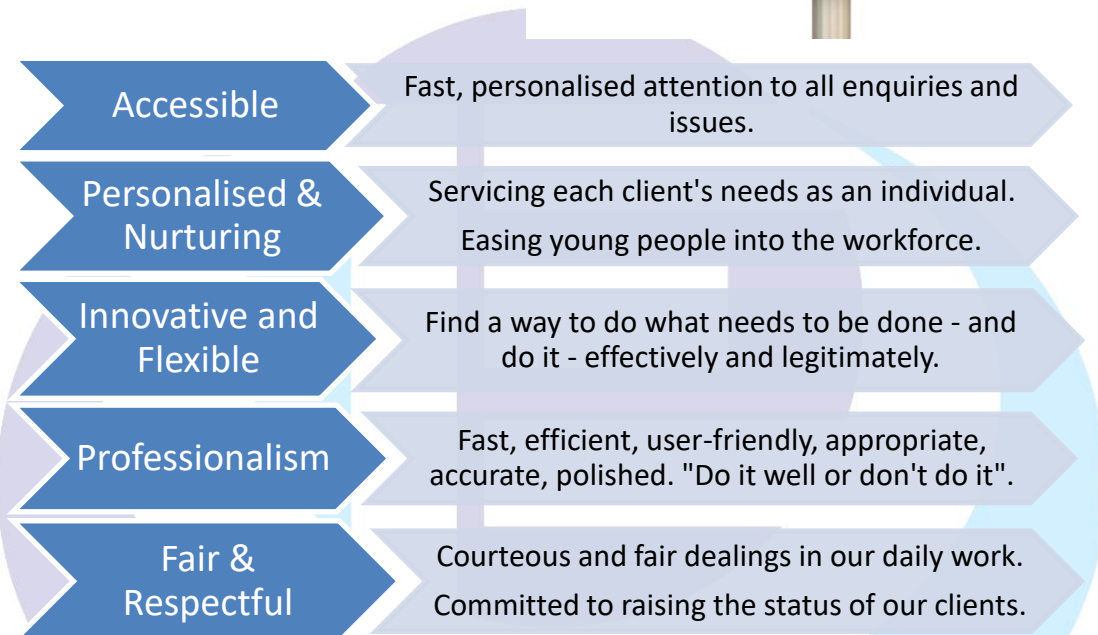 Accessible
Fast, personalised attention to all enquiries and
issues.
Personalised &
Nurturing
Servicing each client's needs as an individual.
Easing young people into the workforce.
Innovative and
Flexible
Find a way to do what needs to be done - and
do it - effectively and legitimately.
Professionalism
Fast, efficient, user-friendly, appropriate,
accurate, polished. "Do it well or don't do it".
Fair &
Respectful
Courteous and fair dealings in our daily work.
Committed to raising the status of our clients.